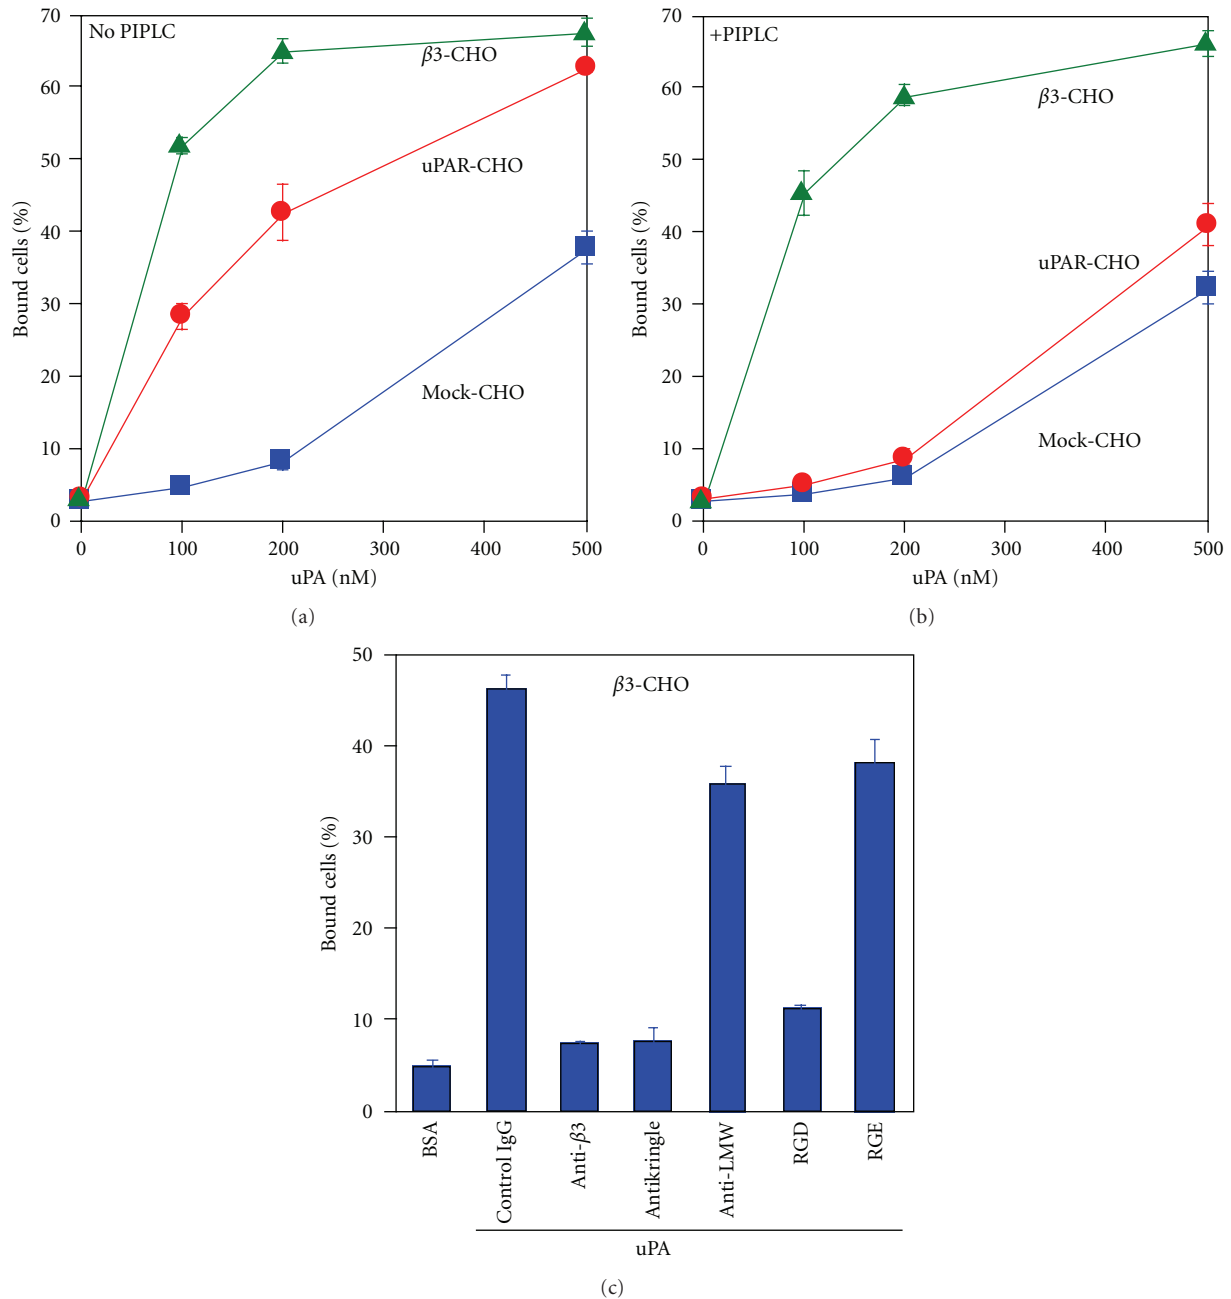 No PIPLC
β3-CHO
uPAR-CHO
Mock-CHO
Bound cells (%)
70
60
50
40
30
20
10
0
0 100 200 300 400 500
uPA (nM)
(a)
+PIPLC
β3-CHO
uPAR-CHO
Mock-CHO
Bound cells (%)
70
60
50
40
30
20
10
0
0 100 200 300 400 500
uPA (nM)
(b)
β3-CHO
Bound cells (%)
50
40
30
20
10
0
BSA
Control IgG
Anti-β3
Antikringle
Anti-LMW
RGD
RGE
uPA
(c)